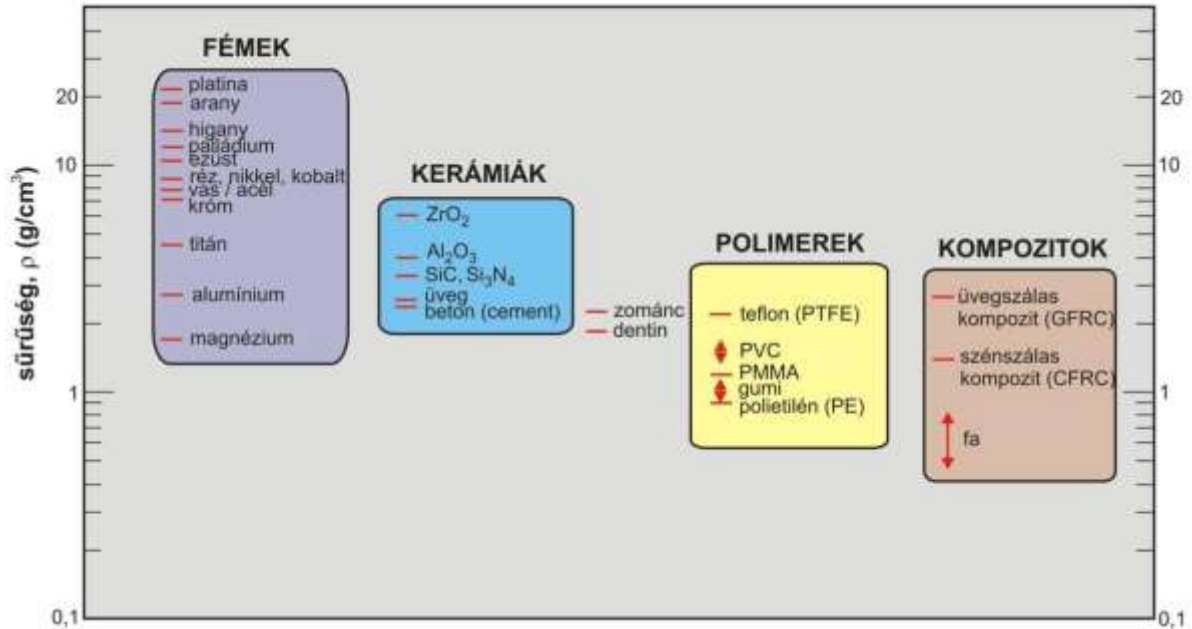 FÉMEK
platina
arany
higany
palládium
ezüst
réz, nikkel, kobalt
vas / acél
króm
titán
alumínium
magnézium
KERÁMIÁK
ZrO₂
Al₂O₃
SiC, Si₃N₄
üveg
beton (cement)
zománc
dentin
POLIMEREK
teflon (PTFE)
PVC
PMMA
gumi
polietilén (PE)
KOMPOZITOK
üvegszálas
kompozit (GFRC)
szénszálas
kompozit (CFRC)
fa
sűrűség, ρ (g/cm³)
20
10
1
0,1
20
10
1
0,1